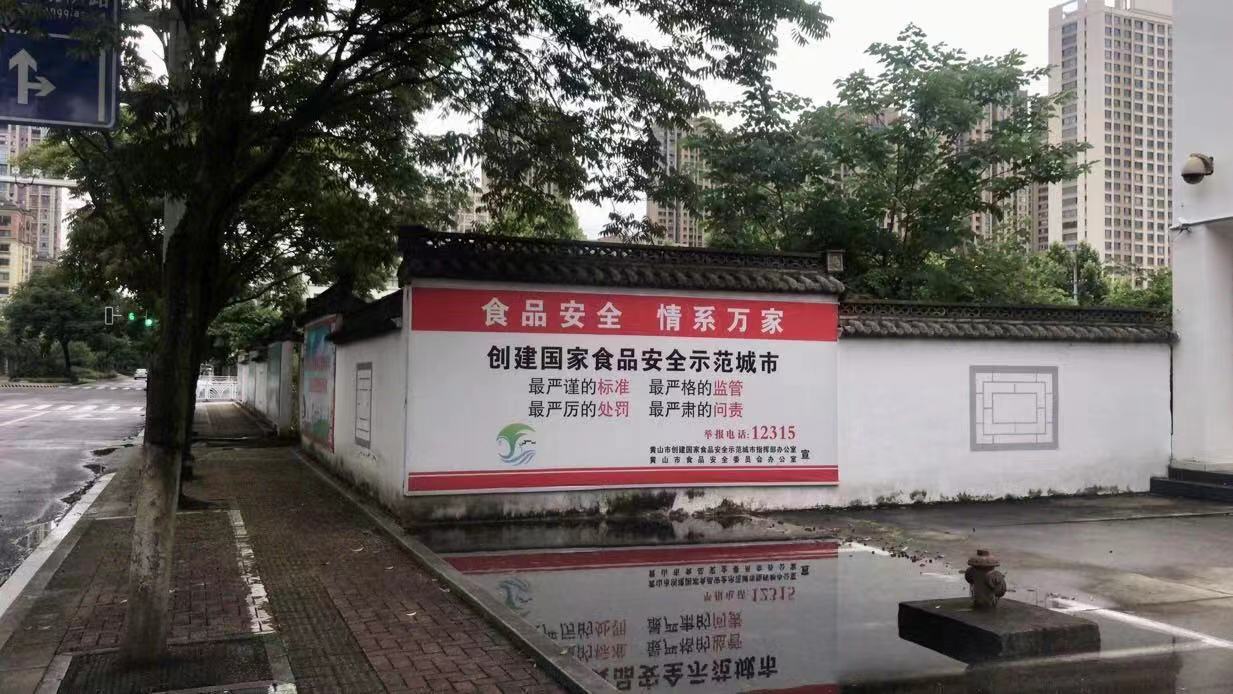 食品安全 情系万家
创建国家食品安全示范城市
最严谨的标准 最严格的监管
最严厉的处罚 最严肃的问责
举报电话:12315
黄山市创建国家食品安全示范城市指挥部办公室
黄山市食品安全委员会办公室
宣